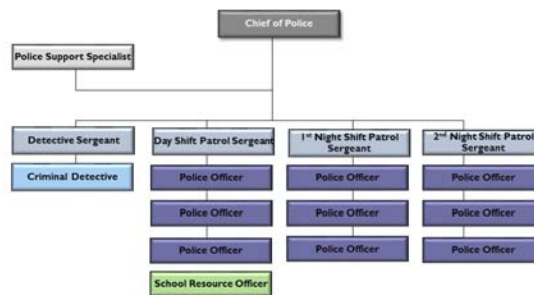 Chief of Police
Police Support Specialist
Detective Sergeant
Criminal Detective
Day Shift Patrol Sergeant
Police Officer
Police Officer
Police Officer
School Resource Officer
1st Night Shift Patrol
Sergeant
Police Officer
Police Officer
Police Officer
2nd Night Shift Patrol
Sergeant
Police Officer
Police Officer
Police Officer